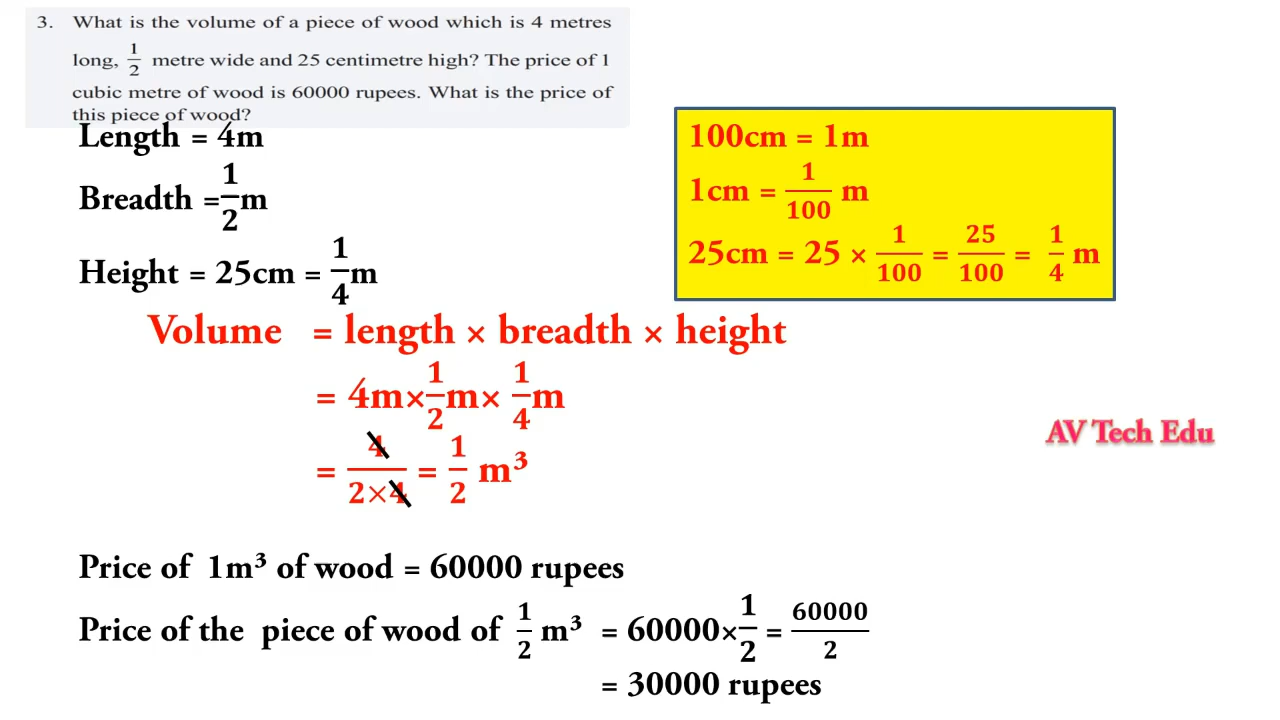 3. What is the volume of a piece of wood which is 4 metres
long, 1/2 metre wide and 25 centimetre high? The price of 1
cubic metre of wood is 60000 rupees. What is the price of
this piece of wood?
Length = 4m
Breadth = 1/2 m
Height = 25cm = 1/4 m
100cm = 1m
1cm = 1/100 m
25cm = 25 × 1/100 = 25/100 = 1/4 m
Volume = length × breadth × height
= 4m × 1/2 m × 1/4 m
= 4/(2×4) = 1/2 m³
AV Tech Edu
Price of 1m³ of wood = 60000 rupees
Price of the piece of wood of 1/2 m³ = 60000 × 1/2 = 60000/2
= 30000 rupees